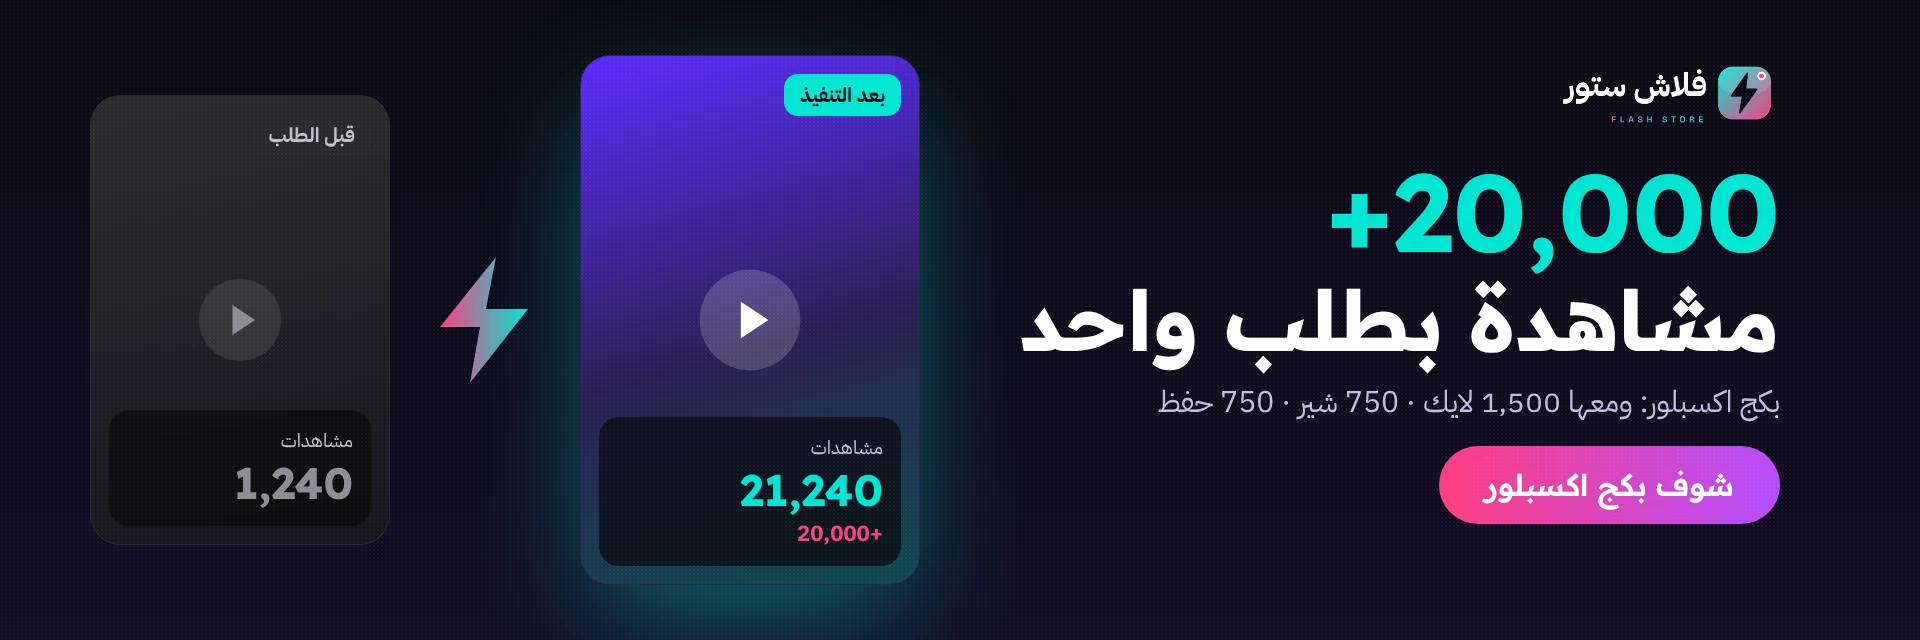 فلاش ستور
FLASH STORE
+20,000
مشاهدة بطلب واحد
بكج اكسبلور: ومعها 1,500 لايك · 750 شير · 750 حفظ
شوف بكج اكسبلور
بعد التنفيذ
مشاهدات
21,240
20,000+
قبل الطلب
مشاهدات
1,240